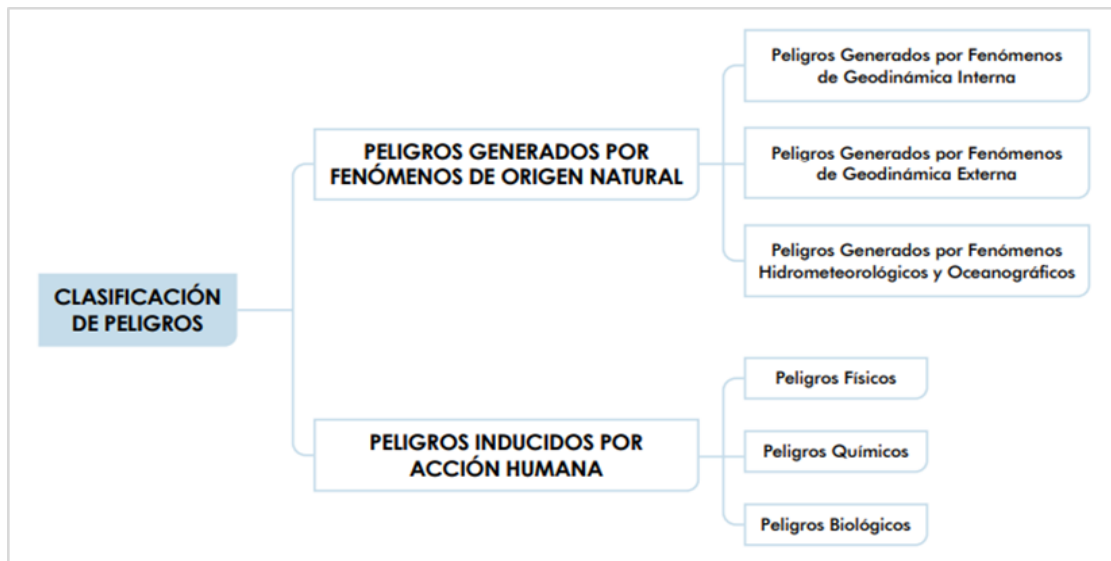 CLASIFICACIÓN
DE PELIGROS
PELIGROS GENERADOS POR
FENÓMENOS DE ORIGEN NATURAL
Peligros Generados por Fenómenos
de Geodinámica Interna
Peligros Generados por Fenómenos
de Geodinámica Externa
Peligros Generados por Fenómenos
Hidrometeorológicos y Oceanográficos
PELIGROS INDUCIDOS POR
ACCIÓN HUMANA
Peligros Físicos
Peligros Químicos
Peligros Biológicos